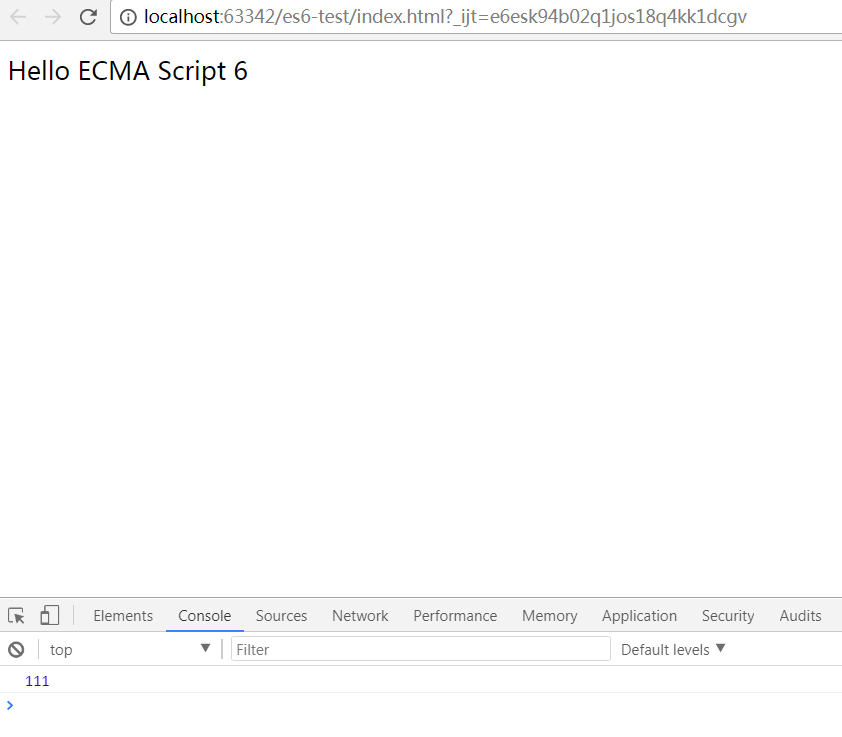 localhost:63342/es6-test/index.html?_ijt=e6esk94b02q1jos18q4kk1dcgv
Hello ECMA Script 6
Elements Console Sources Network Performance Memory Application Security Audits
top Filter Default levels
111